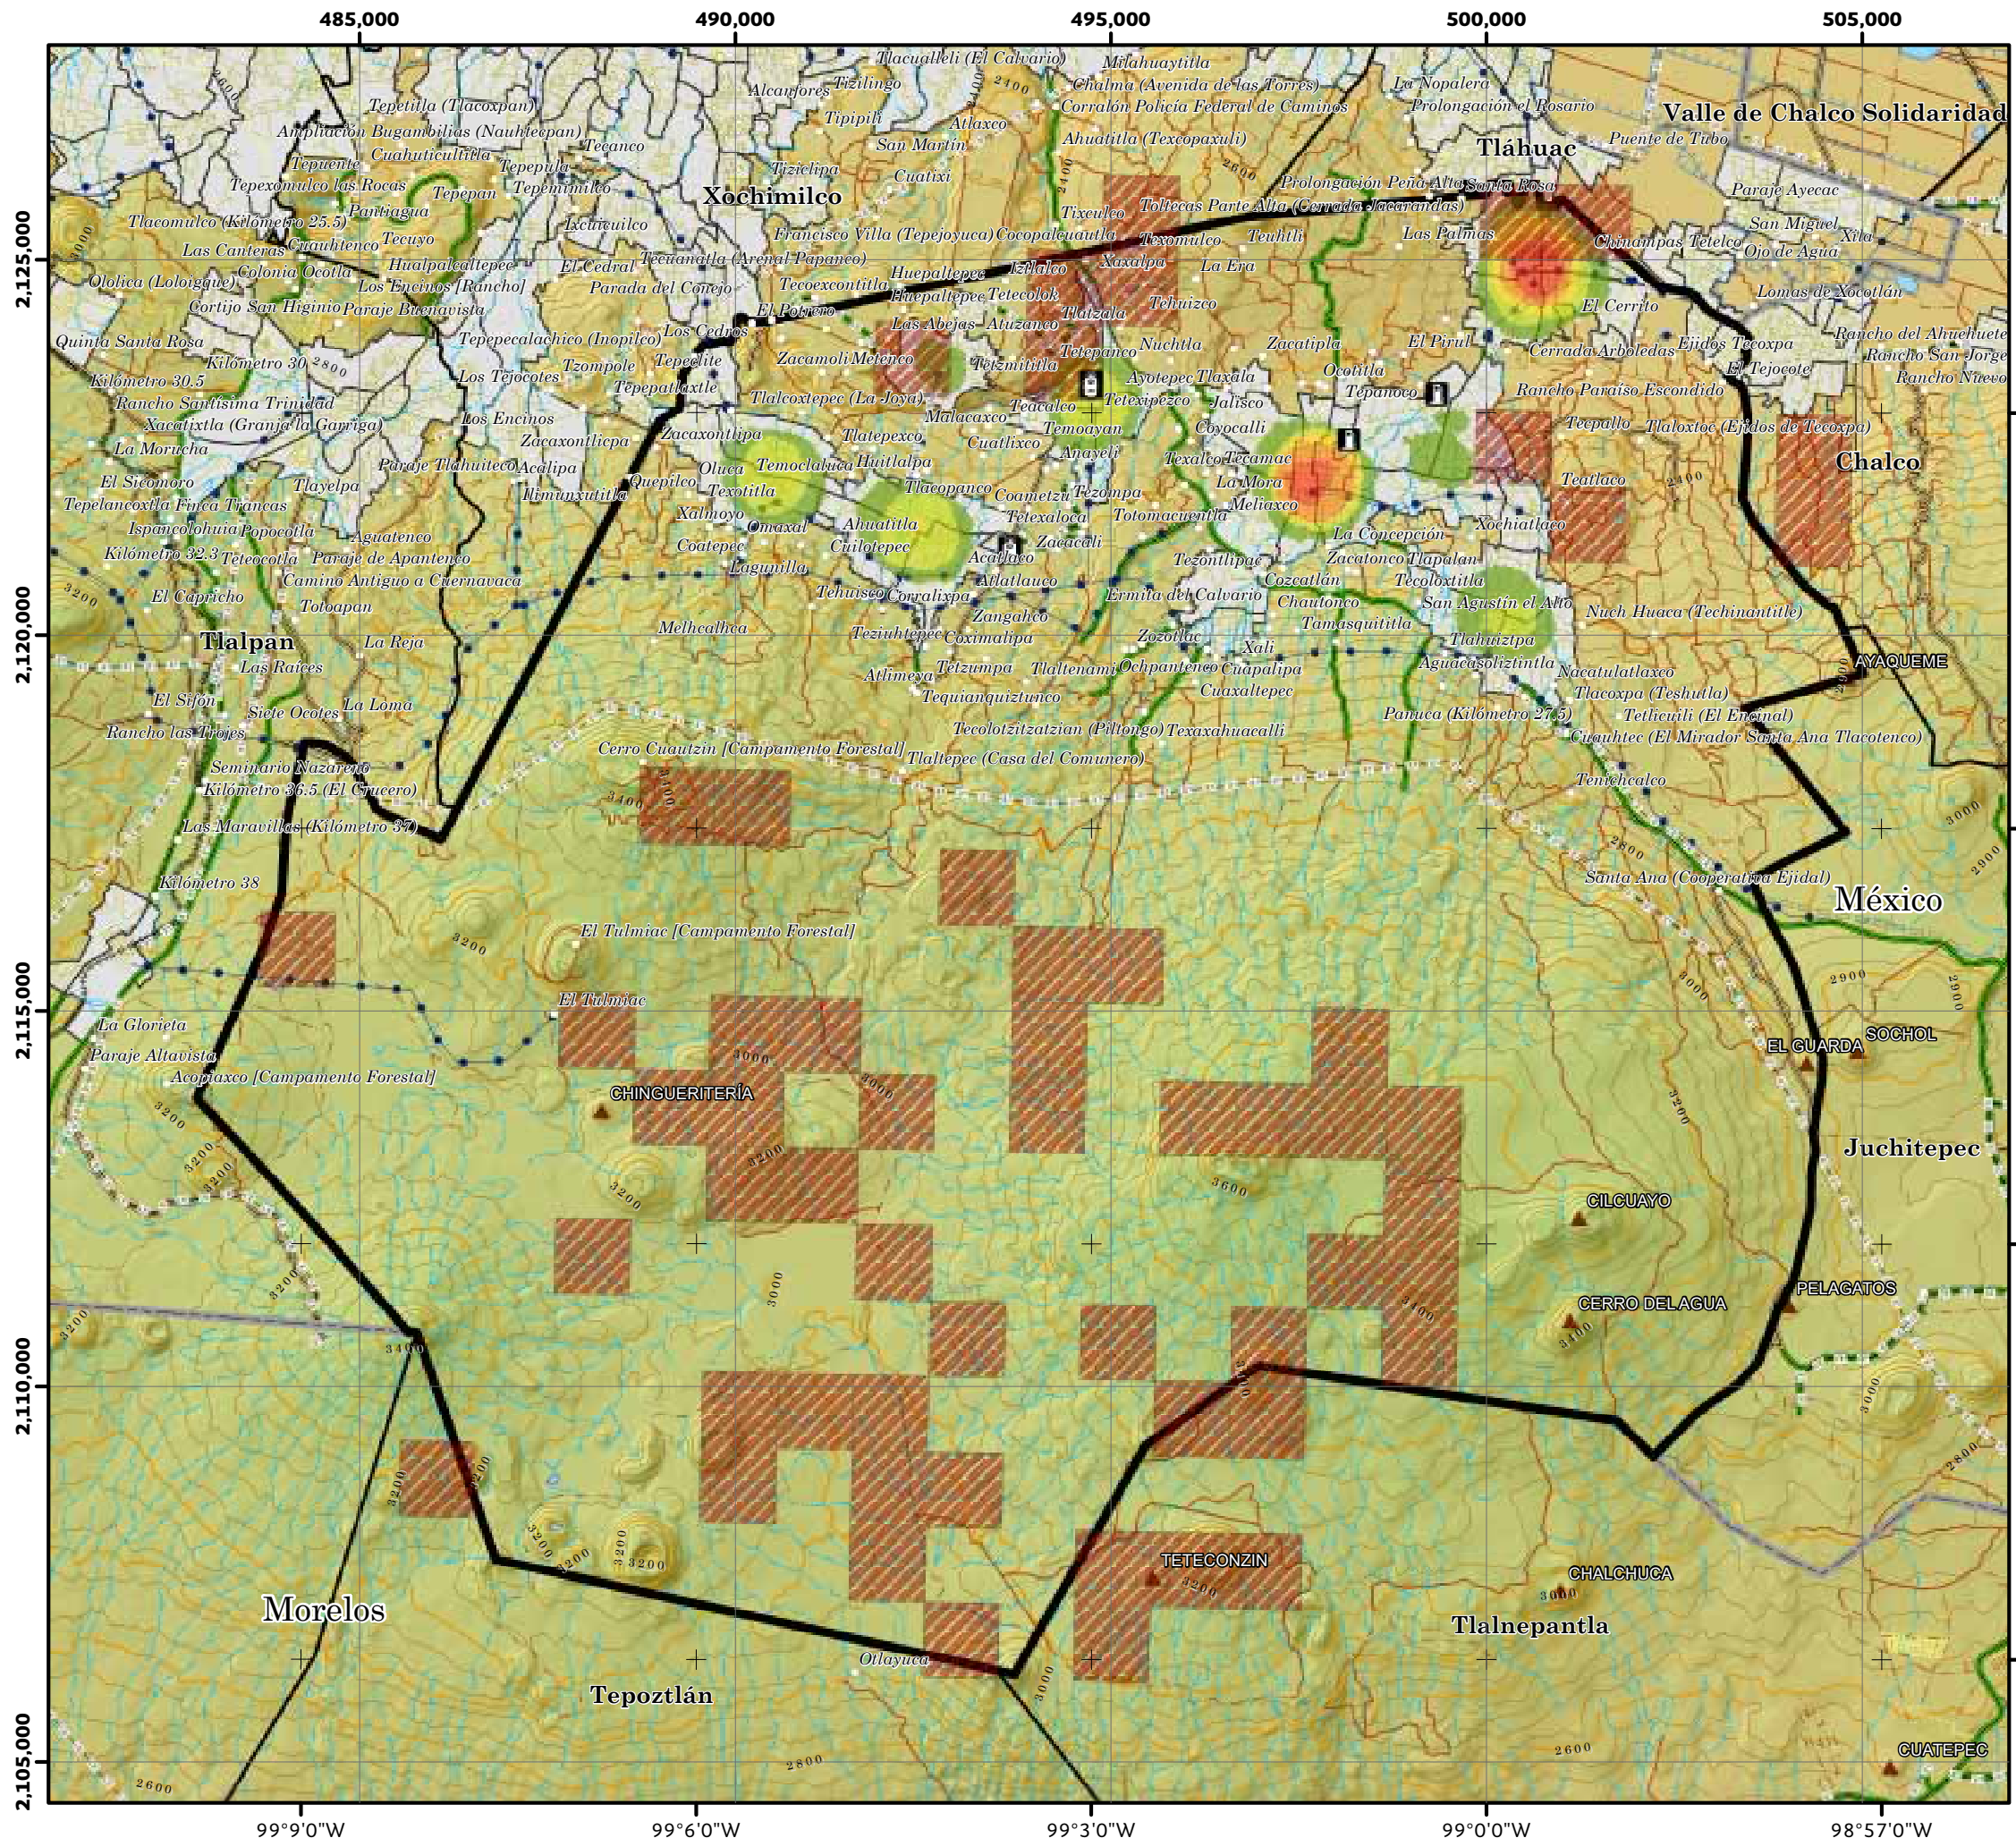 485,000 490,000 495,000 500,000 505,000
Tlacualleli (El Calvario) Milahuaytitla
Alcanfores Tizilingo Chalma (Avenida de las Torres) La Nopalera
Tepetitla (Tlacoxpan) Corralón Policía Federal de Caminos Prolongación el Rosario Valle de Chalco Solidaridad
Tipipili Atlaxco
Ampliación Bugambilias (Nauhtecpan) Tecanco San Martín Ahuatitla (Texcopaxuli) Tláhuac Puente de Tubo
Cuahuticultitla
Tepuente Tepepula Tiziclipa Cuatixi
Tepexomulco las Rocas Tepepan Tepemimilco Xochimilco Prolongación Peña Alta Santa Rosa Paraje Ayecac
Pantiagua Toltecas Parte Alta (Cerrada Jacarandas)
Tlacomulco (Kilómetro 25.5) Ixcuicuilco Tixculco San Miguel
Las Canteras Cuauhtenco Tecuyo Francisco Villa (Tepejoyuca) Cocopalcuautla Texomulco Teuhtli Las Palmas Chinampas Tetelco Xita
Ojo de Agua
Colonia Ocotla Hualpalcaltepec El Cedral Tecuanatla (Arenal Papanco) Huepaltepec Iztlalco Xaxalpa La Era
2,125,000
Ololica (Loloigue) Los Encinos [Rancho] Parada del Conejo Tecoexcontitla Huepaltepec Tetecolok Tehuizco Lomas de Xocotlán
Cortijo San Higinio Paraje Buenavista El Potrero Tlatzala El Cerrito
Quinta Santa Rosa Tepepecalachico (Inopilco) Los Cedros Las Abejas Atuzanco Rancho del Ahuehuete
Kilómetro 30 Tzompole Tepeclite Zacamoli Metenco Tetzmititla Tetepanco Nuchtla Zacatipla El Pirul Cerrada Arboledas Ejidos Tecoxpa Rancho San Jorge
Kilómetro 30.5 Los Tejocotes Tepepatlaxtle Ayotepec Tlaxala Ocotitla El Tejocote Rancho Nuevo
Rancho Santísima Trinidad Tlalcoxtepec (La Joya) Teacalco Tetexipezco Jalisco Tepanoco Rancho Paraíso Escondido
Xacatixtla (Granja la Garriga) Los Encinos Malacaxco Temoayan Coyocalli Tecpallo Tlaloxtoc (Ejidos de Tecoxpa)
La Morucha Zacaxontlicpa Zacaxontlipa Tlatepexco Cuatlixco Anayeli
Paraje Tlahuiteco Acalipa Oluca Temoclaluca Huitlalpa Texalco Tecamac Chalco
El Sicomoro Tlayelpa Ilimunxutitla Quepilco Texotitla Tlacopanco Coametzu Tezompa La Mora Teatlaco
Tepelancoxtla Finca Trancas Xalmoyo Omaxal Ahuatitla Tetexaloca Totomacuentla Meliaxco Xochiatlaco
Ispancolohuia Popocotla Aguatenco Coatepec Cuilotepec Zacacali La Concepción
Kilómetro 32.3 Teteocotla Paraje de Apantenco Lagunilla Acatlaco Tezontlipac Zacatonco Tlapalan
Camino Antiguo a Cuernavaca Tehuisco Corralixpa Atlatlauco Cozcatlán Tecoloxtitla
El Capricho Totoapan Ermita del Calvario Chautonco San Agustín el Alto Nuch Huaca (Techinantitle)
2,120,000
Tlalpan La Reja Melhcalhca Zangahco Tamasquititla
Teziuhtepec Coximalipa Zozotlac Xali Tlahuiztpa
Las Raíces Atlimeya Tetzumpa Tlaltenami Ochpantenco Cuapalipa Aguacasoliztintla Nacatulatlaxco AYAQUEME
El Sifón Siete Ocotes La Loma Tequianquiztunco Cuaxaltepec Tlacoxpa (Teshutla)
Rancho las Trojes Tecolotzitzatzian (Piltongo) Texaxahuacalli Panuca (Kilómetro 27.5) Tetlicuili (El Encinal)
Cerro Cuautzin [Campamento Forestal] Tlaltepec (Casa del Comunero) Cuauhtec (El Mirador Santa Ana Tlacotenco)
Seminario Nazareno Tenichcalco
Kilómetro 36.5 (El Crucero)
Las Maravillas (Kilómetro 37)
Kilómetro 38 Santa Ana (Cooperativa Ejidal)
México
El Tulmiac [Campamento Forestal]
2,115,000
El Tulmiac
La Glorieta SOCHOL
Paraje Altavista EL GUARDA
Acopiaxco [Campamento Forestal] CHINGUERITERÍA
Juchitepec
CILCUAYO
PELAGATOS
CERRO DEL AGUA
2,110,000
TETECONZIN
CHALCHUCA
Morelos Tlalnepantla
Otlayuca
Tepoztlán
CUATEPEC
2,105,000
99°9'0"W 99°6'0"W 99°3'0"W 99°0'0"W 98°57'0"W